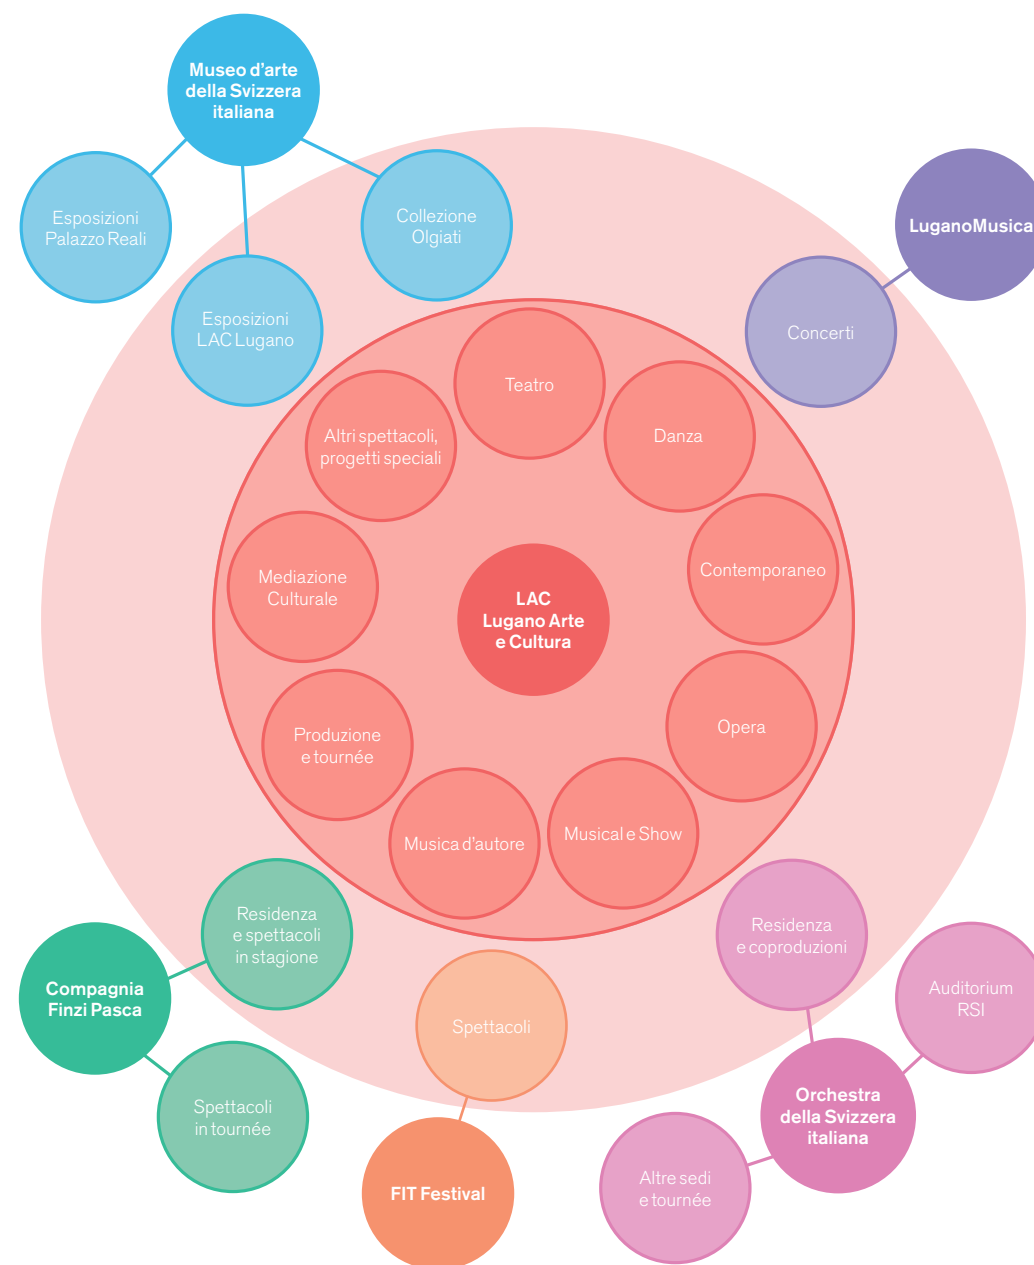 Museo d'arte
della Svizzera
italiana
Esposizioni
Palazzo Reali
Collezione
Olgiati
LuganoMusica
Esposizioni
LAC Lugano
Concerti
Teatro
Altri spettacoli,
progetti speciali
Danza
Contemporaneo
Mediazione
Culturale
LAC
Lugano Arte
e Cultura
Opera
Produzione
e tournée
Musical e Show
Musica d'autore
Residenza
e spettacoli
in stagione
Residenza
e coproduzioni
Compagnia
Finzi Pasca
Auditorium
RSI
Spettacoli
Spettacoli
in tournée
Orchestra
della Svizzera
italiana
Altre sedi
e tournée
FIT Festival